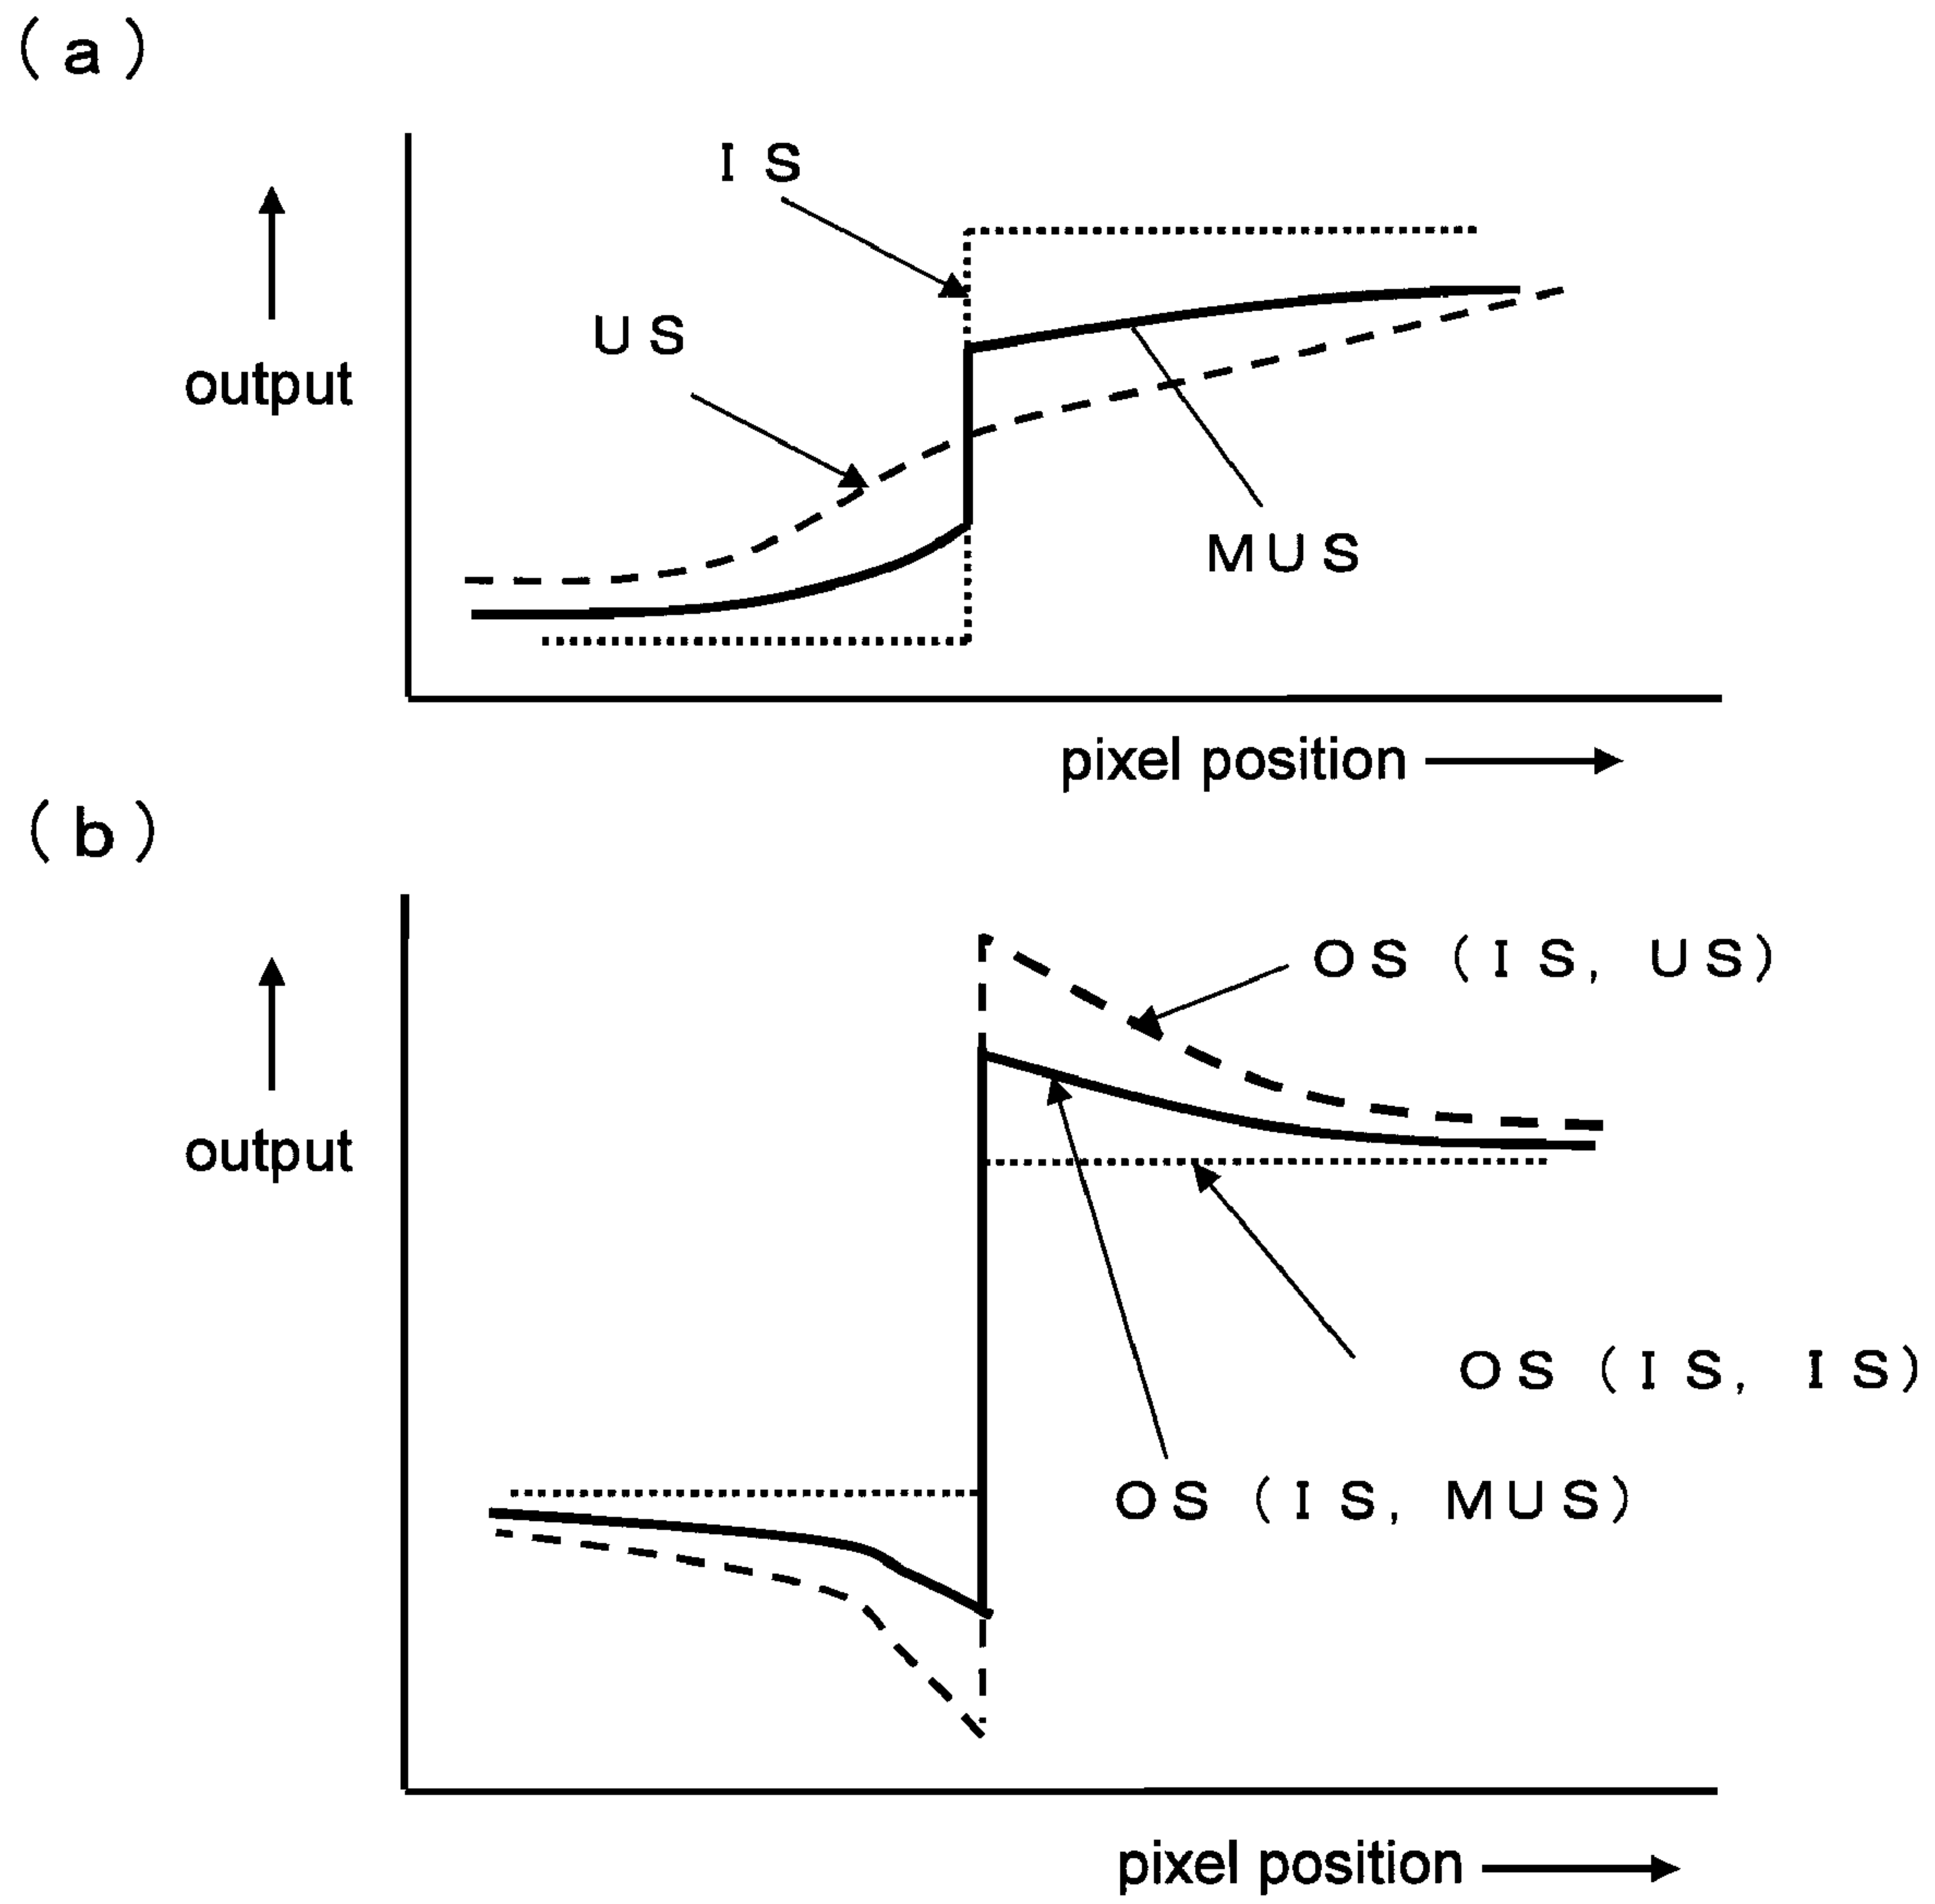 (a)
IS
US
output
MUS
pixel position
(b)
OS (IS, US)
output
OS (IS, IS)
OS (IS, MUS)
pixel position